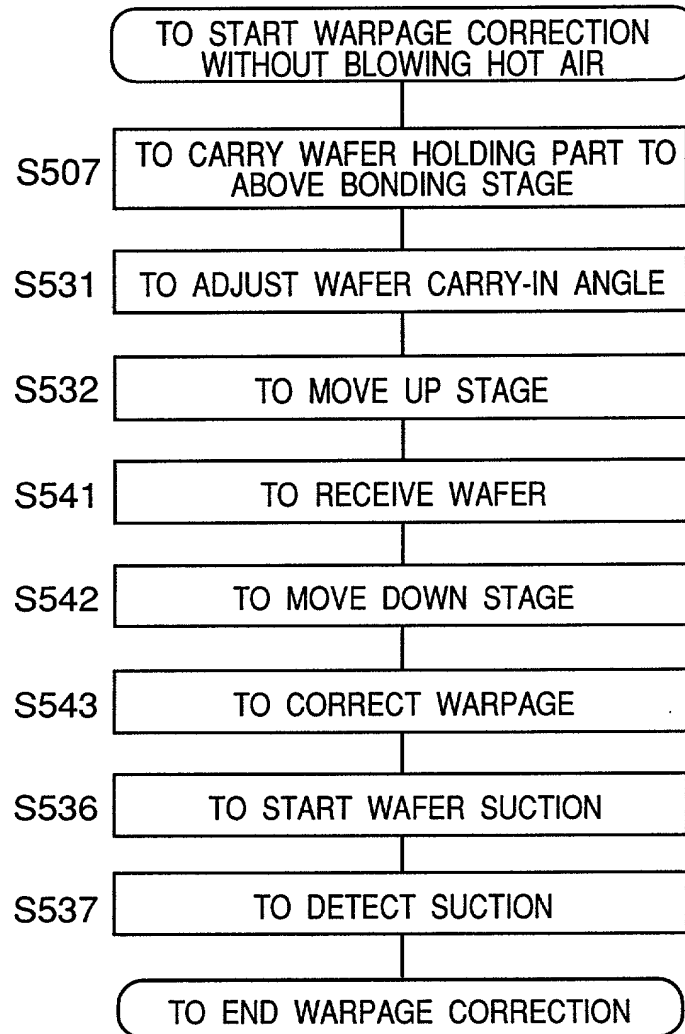 TO START WARPAGE CORRECTION
WITHOUT BLOWING HOT AIR
S507 TO CARRY WAFER HOLDING PART TO
ABOVE BONDING STAGE
S531 TO ADJUST WAFER CARRY-IN ANGLE
S532 TO MOVE UP STAGE
S541 TO RECEIVE WAFER
S542 TO MOVE DOWN STAGE
S543 TO CORRECT WARPAGE
S536 TO START WAFER SUCTION
S537 TO DETECT SUCTION
TO END WARPAGE CORRECTION